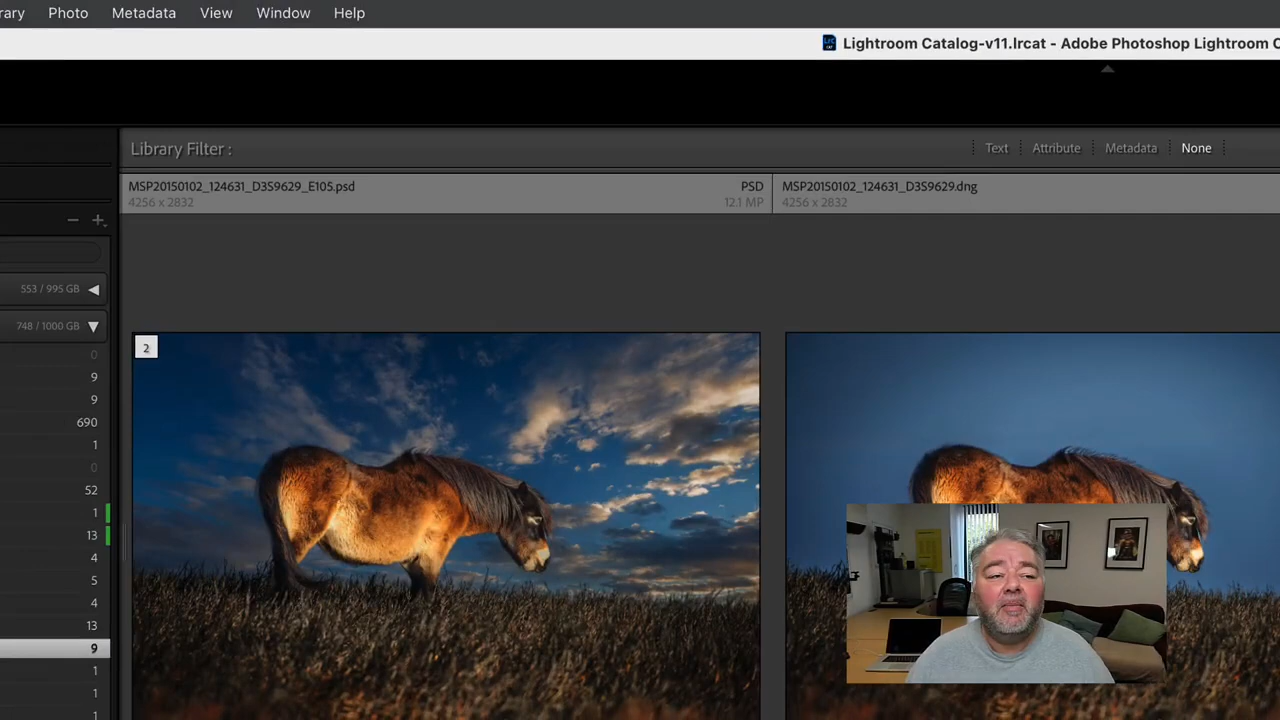 rary Photo Metadata View Window Help
Lightroom Catalog-v11.lrcat - Adobe Photoshop Lightroom C
Library Filter : Text Attribute Metadata None
MSP20150102_124631_D3S9629_E105.psd PSD MSP20150102_124631_D3S9629.dng
4256 x 2832 12.1 MP 4256 x 2832
553 / 995 GB
748 / 1000 GB
2
0
9
9
690
1
0
52
1
13
4
5
4
13
9
1
1
1